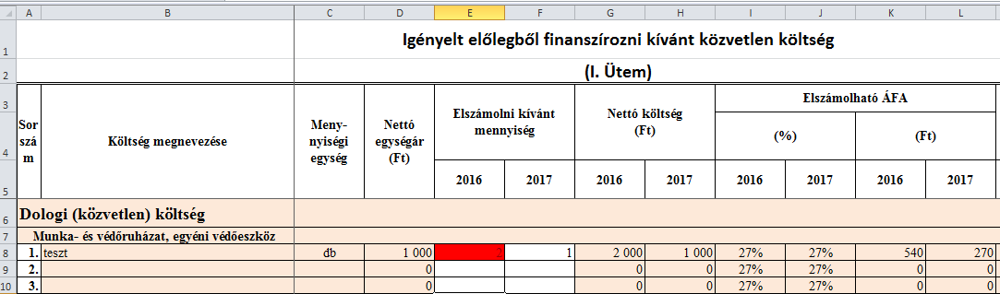 A B C D E F G H I J K L
1 Igényelt előlegből finanszírozni kívánt közvetlen költség
2 (I. Ütem)
3 Elszámolható ÁFA
4 Sor szá m Költség megnevezése Meny- nyiségi egység Nettó egységár (Ft) Elszámolni kívánt mennyiség Nettó költség (Ft) (%) (Ft)
5 2016 2017 2016 2017 2016 2017 2016 2017
6 Dologi (közvetlen) költség
7 Munka- és védőruházat, egyéni védőeszköz
8 1. teszt db 1 000 2 1 2 000 1 000 27% 27% 540 270
9 2. 0 0 0 27% 27% 0 0
10 3. 0 0 0 27% 27% 0 0